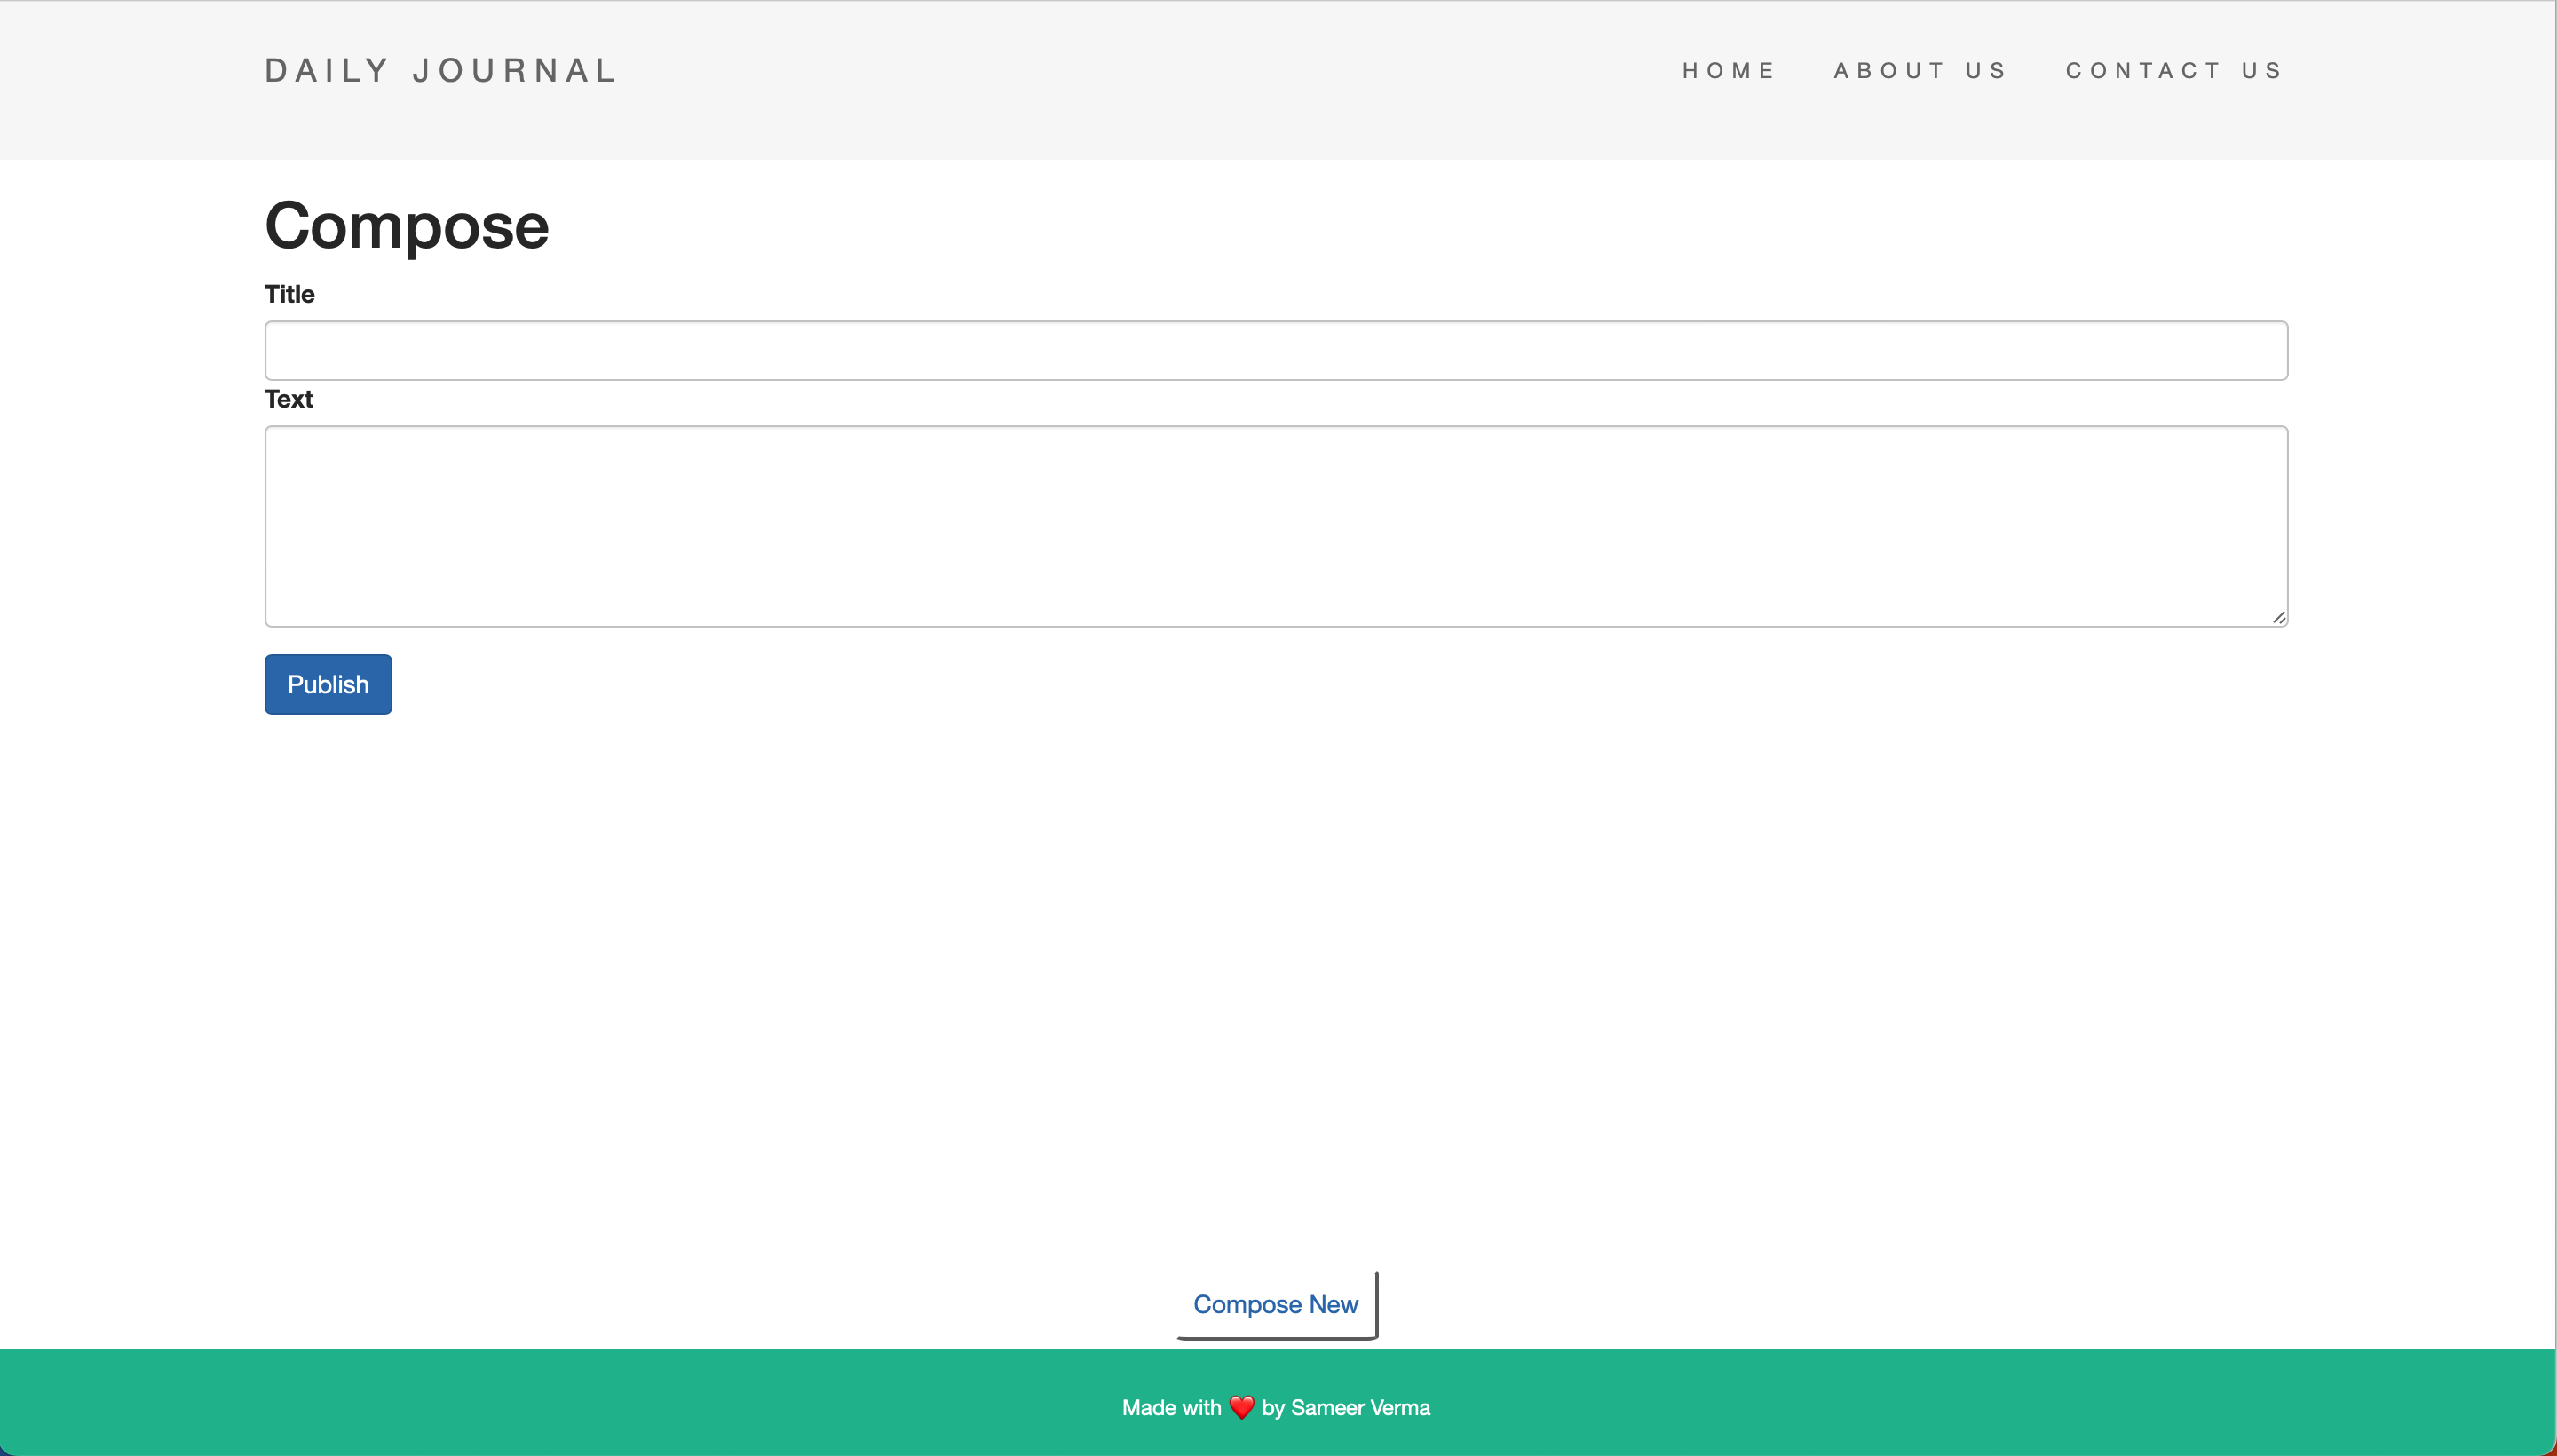 DAILY JOURNAL
HOME ABOUT US CONTACT US
Compose
Title
Text
Publish
Compose New
Made with ❤️ by Sameer Verma